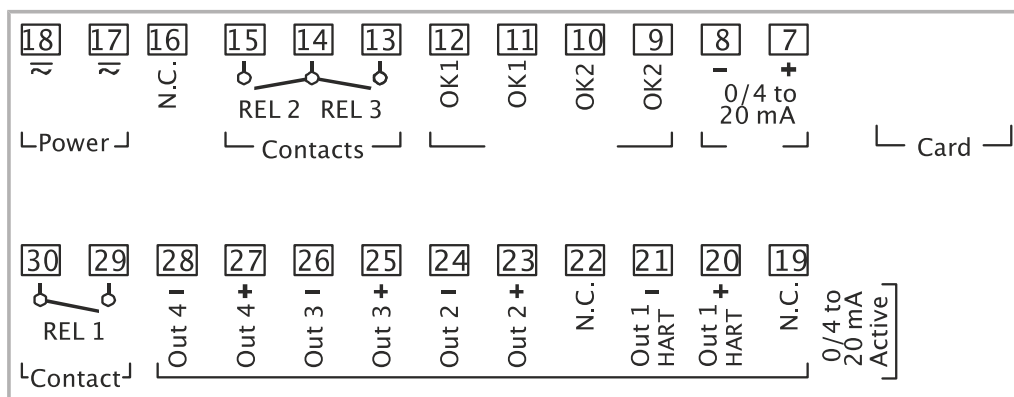 18 17 16 15 14 13 12 11 10 9 8 7
≂ ≂ N.C. OK1 OK1 OK2 OK2 − +
REL 2 REL 3
0/4 to
20 mA
Power
Contacts
Card
30 29 28 27 26 25 24 23 22 21 20 19
Out 4 −
Out 4 +
Out 3 −
Out 3 +
Out 2 −
Out 2 +
N.C.
Out 1 −
HART
Out 1 +
HART
N.C.
0/4 to
20 mA
Active
REL 1
Contact